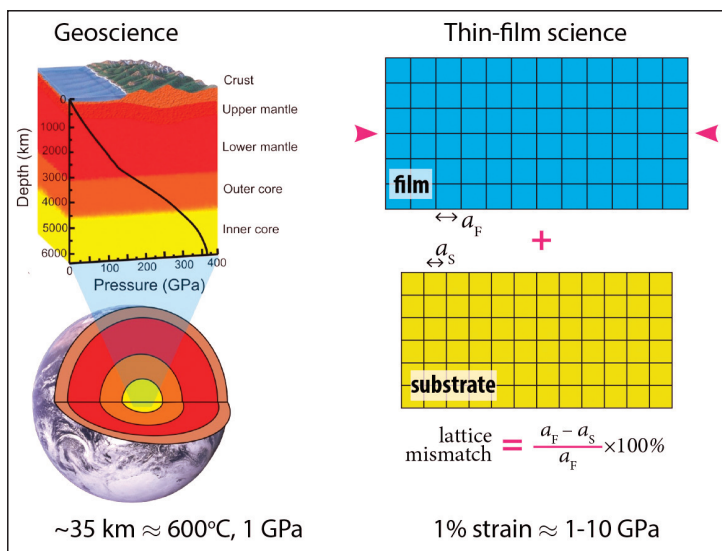 Geoscience
Crust
Upper mantle
Lower mantle
Outer core
Inner core
Depth (km)
0
1000
2000
3000
4000
5000
6000
0 100 200 300 400
Pressure (GPa)
~35 km ≈ 600°C, 1 GPa
Thin-film science
film
a_F
+
a_S
substrate
lattice mismatch = (a_F – a_S) / a_F ×100%
1% strain ≈ 1-10 GPa